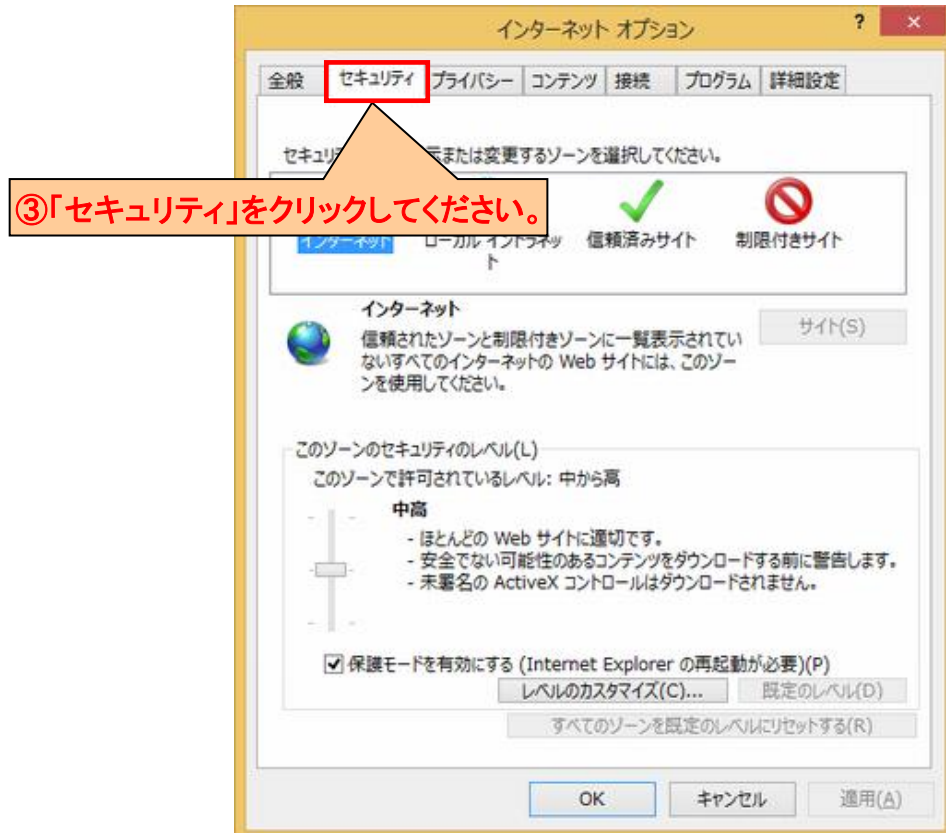 インターネット オプション
?
×
全般
セキュリティ
プライバシー
コンテンツ
接続
プログラム
詳細設定
示または変更するゾーンを選択してください。
③「セキュリティ」をクリックしてください。
インターネット
ローカル イントラネッ
ト
信頼済みサイト
制限付きサイト
インターネット
信頼されたゾーンと制限付きゾーンに一覧表示されてい
ないすべてのインターネットの Web サイトには、このゾー
ンを使用してください。
サイト(S)
このゾーンのセキュリティのレベル(L)
このゾーンで許可されているレベル: 中から高
中高
- ほとんどの Web サイトに適切です。
- 安全でない可能性のあるコンテンツをダウンロードする前に警告します。
- 未署名の ActiveX コントロールはダウンロードされません。
保護モードを有効にする (Internet Explorer の再起動が必要)(P)
レベルのカスタマイズ(C)...
既定のレベル(D)
すべてのゾーンを既定のレベルにリセットする(R)
OK
キャンセル
適用(A)